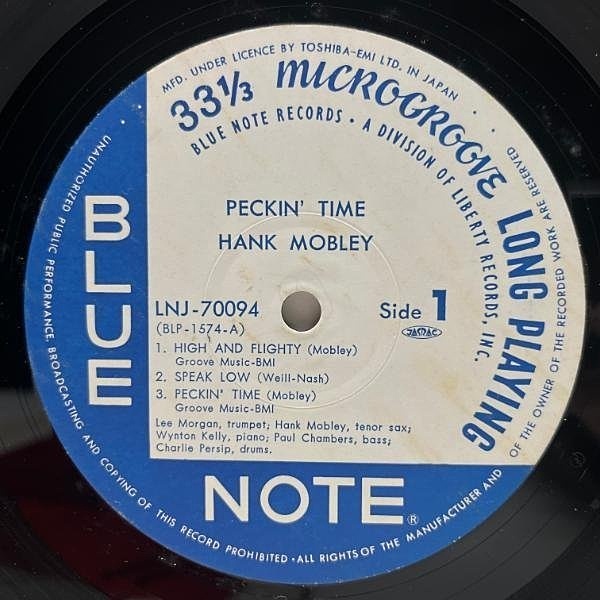 MFD. UNDER LICENCE BY TOSHIBA-EMI LTD. IN JAPAN
33⅓ MICROGROOVE LONG PLAYING
BLUE NOTE RECORDS • A DIVISION OF LIBERTY RECORDS, INC.
PECKIN' TIME
HANK MOBLEY
LNJ-70094 Side 1
(BLP-1574-A) JASRAC
1. HIGH AND FLIGHTY (Mobley)
Groove Music-BMI
2. SPEAK LOW (Weill-Nash)
3. PECKIN' TIME (Mobley)
Groove Music-BMI
Lee Morgan, trumpet; Hank Mobley, tenor sax;
Wynton Kelly, piano; Paul Chambers, bass;
Charlie Persip, drums.
BLUE
NOTE®
UNAUTHORIZED PUBLIC PERFORMANCE, BROADCASTING AND COPYING OF THIS RECORD PROHIBITED • ALL RIGHTS OF THE MANUFACTURER AND OF THE OWNER OF THE RECORDED WORK ARE RESERVED